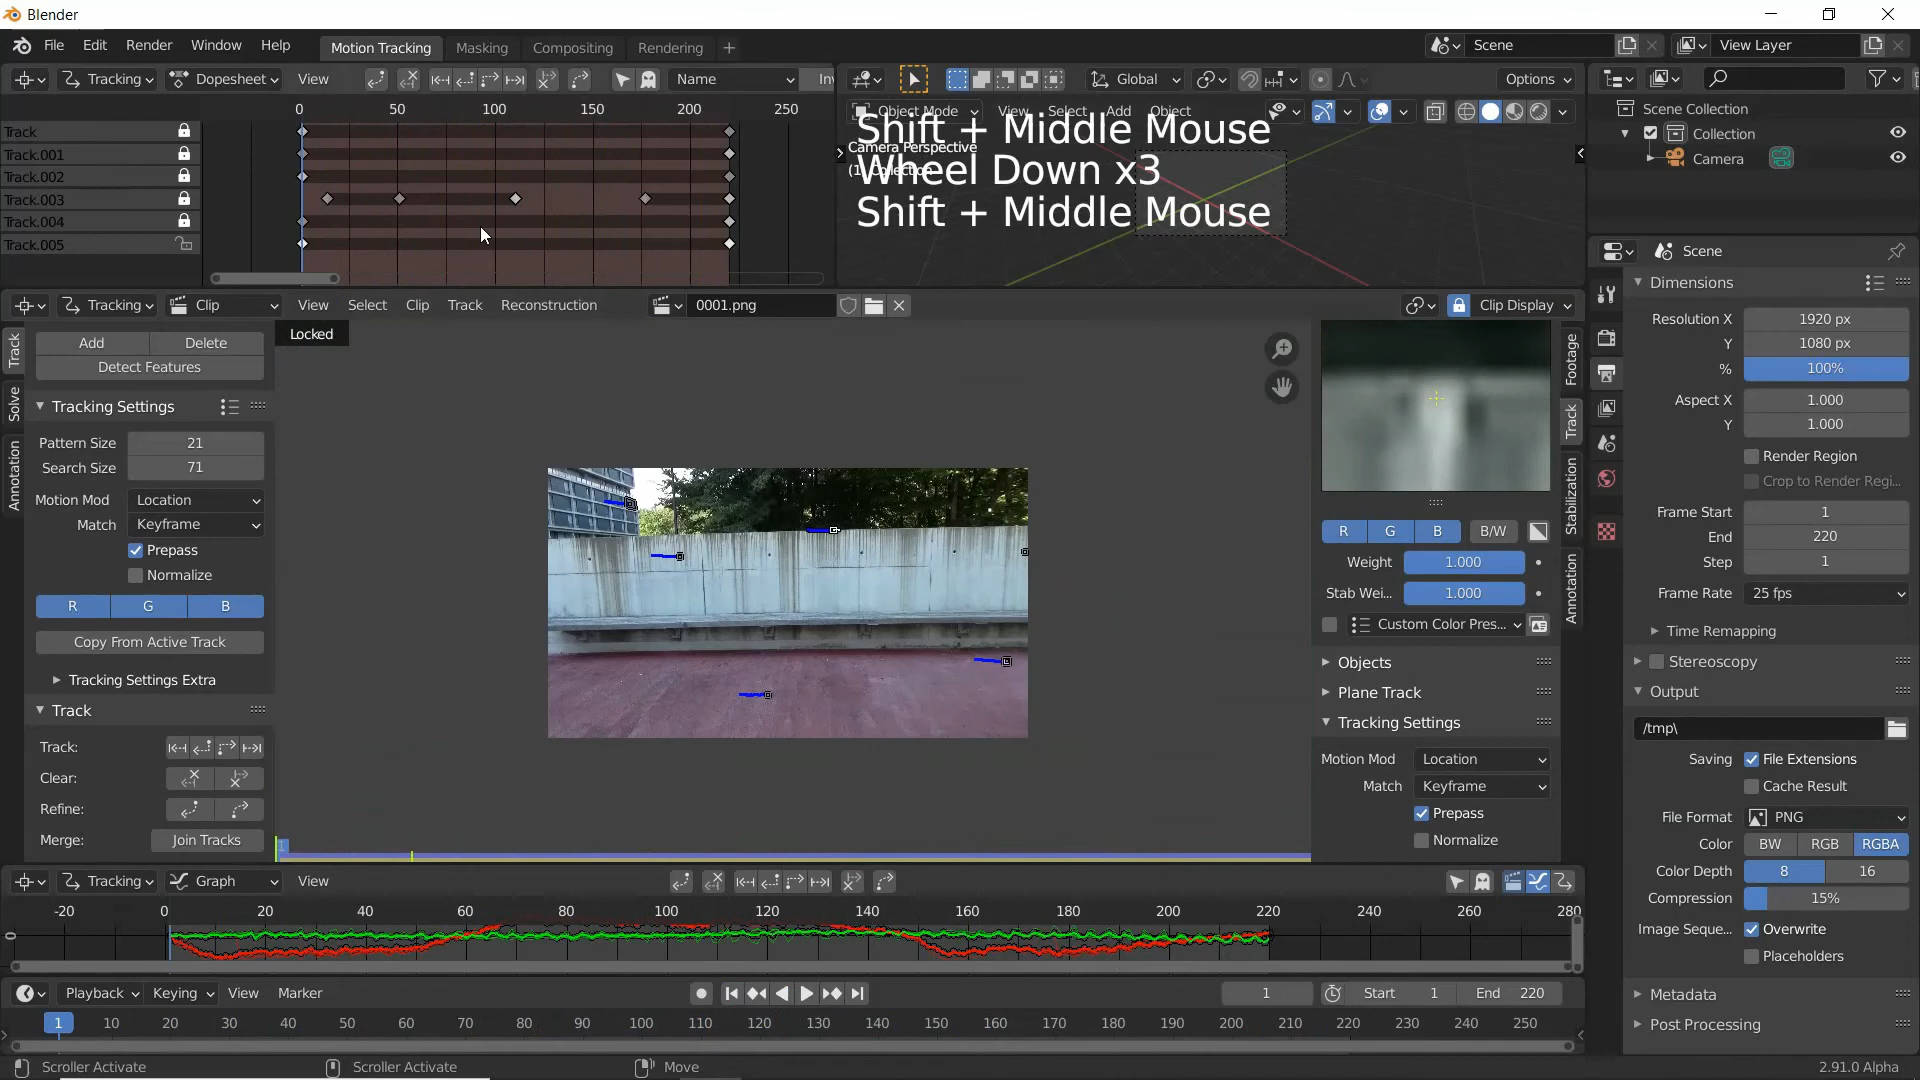 Blender
File Edit Render Window Help Motion Tracking Masking Compositing Rendering Scene View Layer
Tracking Dopesheet View Name Inv Global Options
0 50 100 150 200 250
Object Mode View Select Add Object
Shift + Middle Mouse
Camera Perspective
Wheel Down x3
Shift + Middle Mouse
Track
Track.001
Track.002
Track.003
Track.004
Track.005
Scene Collection
Collection
Camera
Scene
Tracking Clip View Select Clip Track Reconstruction 0001.png Clip Display
Locked
Track
Solve
Annotation
Add Delete
Detect Features
Tracking Settings
Pattern Size 21
Search Size 71
Motion Mod Location
Match Keyframe
Prepass
Normalize
R G B
Copy From Active Track
Tracking Settings Extra
Track
Track:
Clear:
Refine:
Merge: Join Tracks
1
R G B B/W
Weight 1.000
Stab Wei... 1.000
Custom Color Pres...
Objects
Plane Track
Tracking Settings
Motion Mod Location
Match Keyframe
Prepass
Normalize
Footage
Track
Stabilization
Annotation
Dimensions
Resolution X 1920 px
Y 1080 px
% 100%
Aspect X 1.000
Y 1.000
Render Region
Crop to Render Regi...
Frame Start 1
End 220
Step 1
Frame Rate 25 fps
Time Remapping
Stereoscopy
Output
/tmp\
Saving File Extensions
Cache Result
File Format PNG
Color BW RGB RGBA
Color Depth 8 16
Compression 15%
Image Seque... Overwrite
Placeholders
Metadata
Post Processing
Tracking Graph View
-20 0 20 40 60 80 100 120 140 160 180 200 220 240 260 280
0
Playback Keying View Marker 1 Start 1 End 220
1 10 20 30 40 50 60 70 80 90 100 110 120 130 140 150 160 170 180 190 200 210 220 230 240 250
Scroller Activate Scroller Activate Move 2.91.0 Alpha